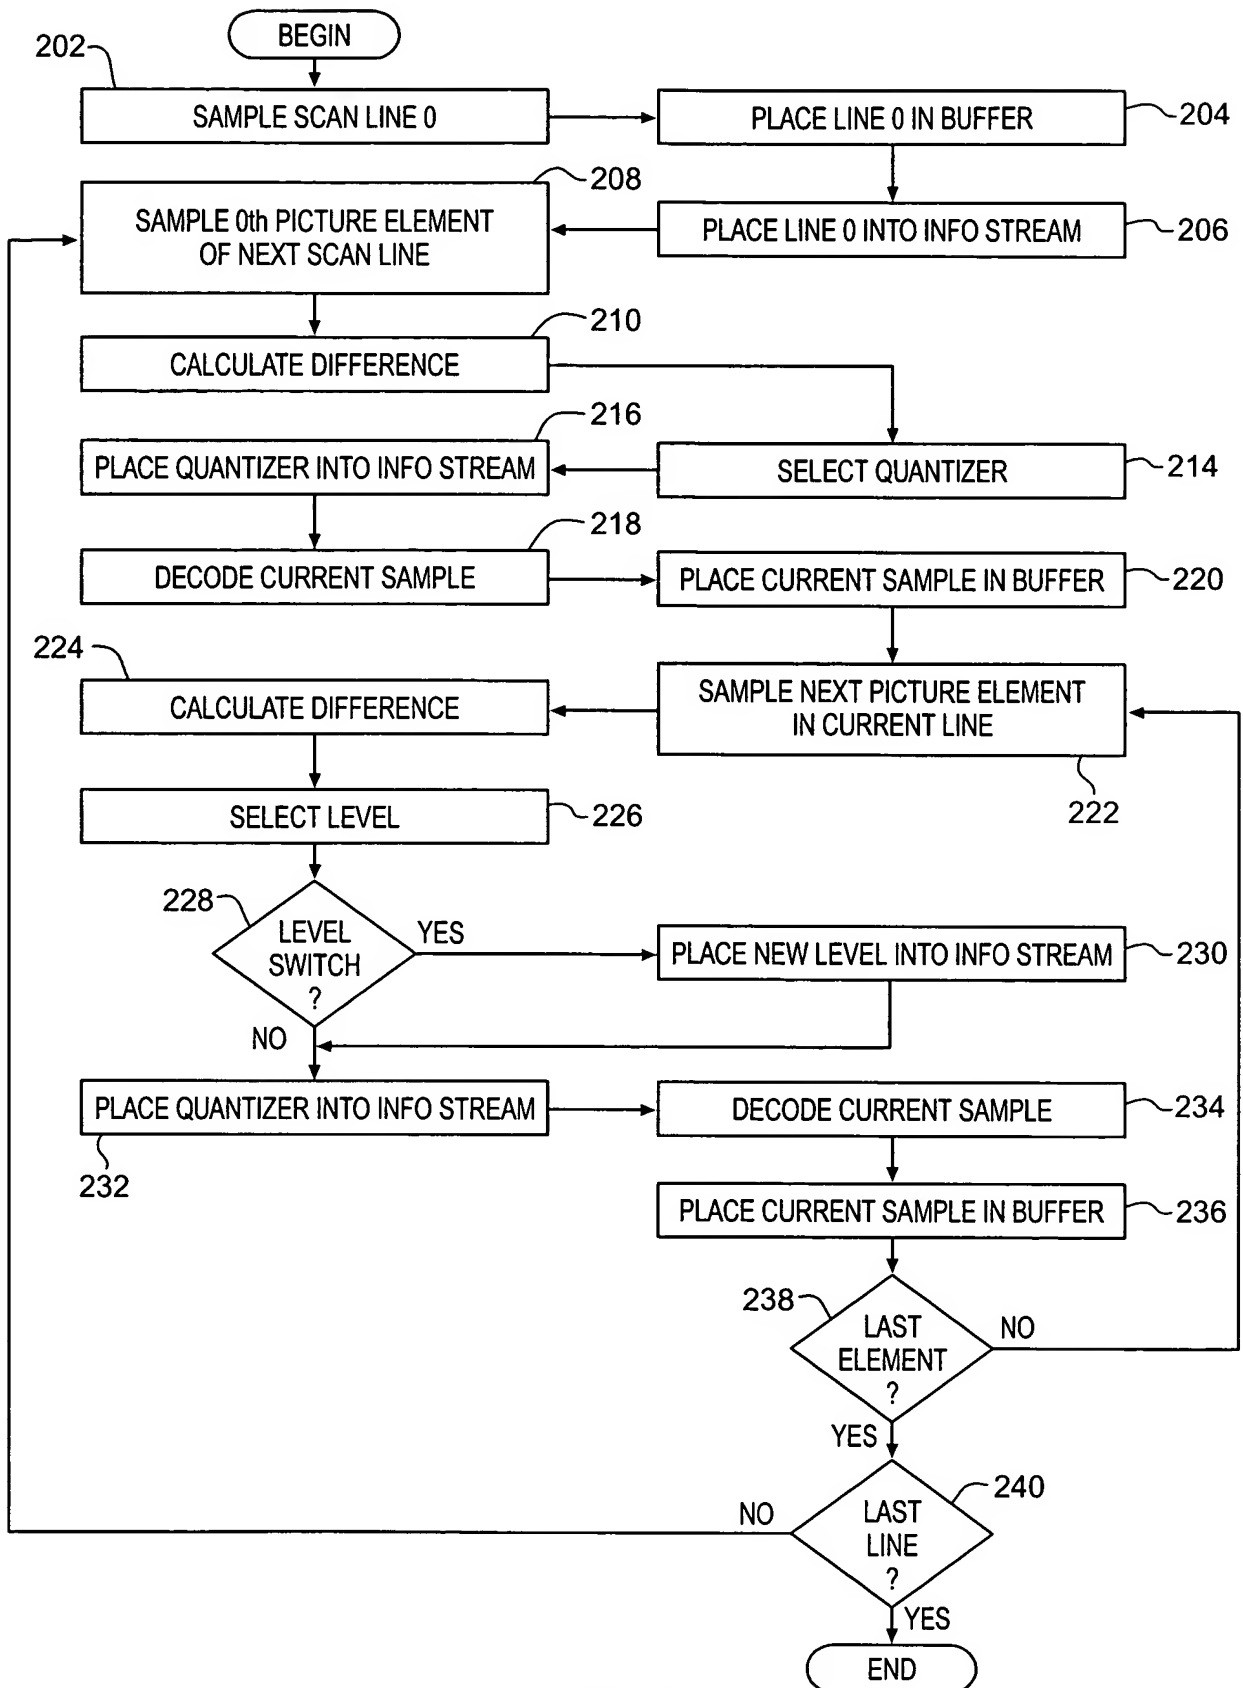 BEGIN
202
SAMPLE SCAN LINE 0
PLACE LINE 0 IN BUFFER
204
208
SAMPLE 0th PICTURE ELEMENT
OF NEXT SCAN LINE
PLACE LINE 0 INTO INFO STREAM
206
210
CALCULATE DIFFERENCE
216
PLACE QUANTIZER INTO INFO STREAM
SELECT QUANTIZER
214
218
DECODE CURRENT SAMPLE
PLACE CURRENT SAMPLE IN BUFFER
220
224
CALCULATE DIFFERENCE
SAMPLE NEXT PICTURE ELEMENT
IN CURRENT LINE
222
SELECT LEVEL
226
228
LEVEL
SWITCH
?
YES
PLACE NEW LEVEL INTO INFO STREAM
230
NO
PLACE QUANTIZER INTO INFO STREAM
232
DECODE CURRENT SAMPLE
234
PLACE CURRENT SAMPLE IN BUFFER
236
238
LAST
ELEMENT
?
NO
YES
240
LAST
LINE
?
NO
YES
END